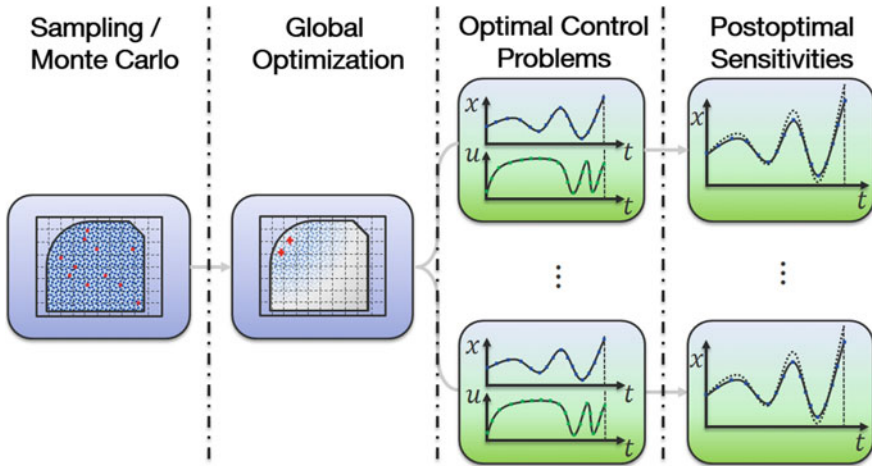 Sampling /
Monte Carlo
Global
Optimization
Optimal Control
Problems
Postoptimal
Sensitivities
x
t
u
t
x
t
⋮
⋮
x
t
u
t
x
t